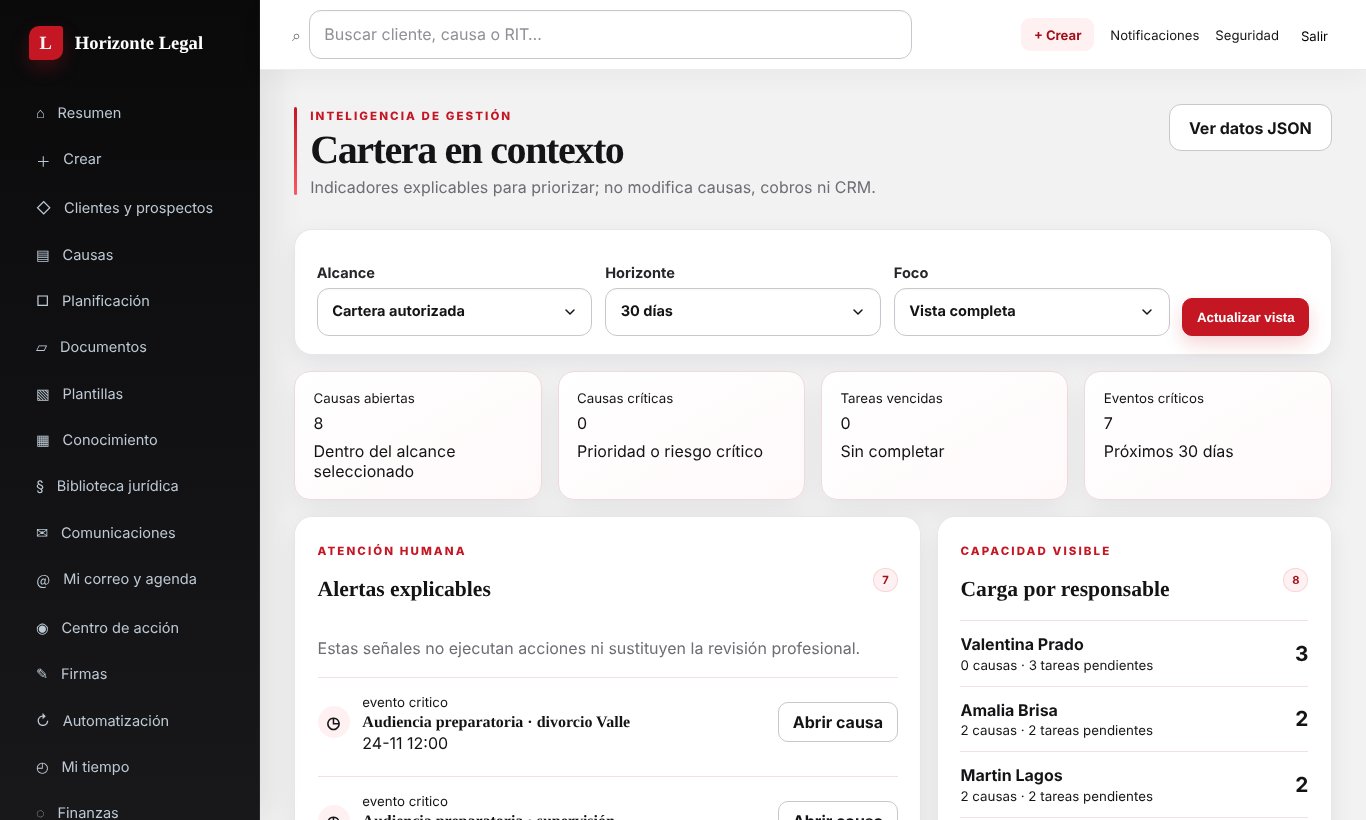 L Horizonte Legal
Resumen
Crear
Clientes y prospectos
Causas
Planificación
Documentos
Plantillas
Conocimiento
§ Biblioteca jurídica
Comunicaciones
@ Mi correo y agenda
Centro de acción
Firmas
Automatización
Mi tiempo
Finanzas
Buscar cliente, causa o RIT...
+ Crear
Notificaciones
Seguridad
Salir
INTELIGENCIA DE GESTIÓN
Cartera en contexto
Indicadores explicables para priorizar; no modifica causas, cobros ni CRM.
Ver datos JSON
Alcance
Cartera autorizada
Horizonte
30 días
Foco
Vista completa
Actualizar vista
Causas abiertas
8
Dentro del alcance
seleccionado
Causas críticas
0
Prioridad o riesgo crítico
Tareas vencidas
0
Sin completar
Eventos críticos
7
Próximos 30 días
ATENCIÓN HUMANA
Alertas explicables
7
Estas señales no ejecutan acciones ni sustituyen la revisión profesional.
evento critico
Audiencia preparatoria · divorcio Valle
24-11 12:00
Abrir causa
evento critico
Audiencia preparatoria · supervisión
Abrir causa
CAPACIDAD VISIBLE
Carga por responsable
8
Valentina Prado
0 causas · 3 tareas pendientes
3
Amalia Brisa
2 causas · 2 tareas pendientes
2
Martin Lagos
2 causas · 2 tareas pendientes
2